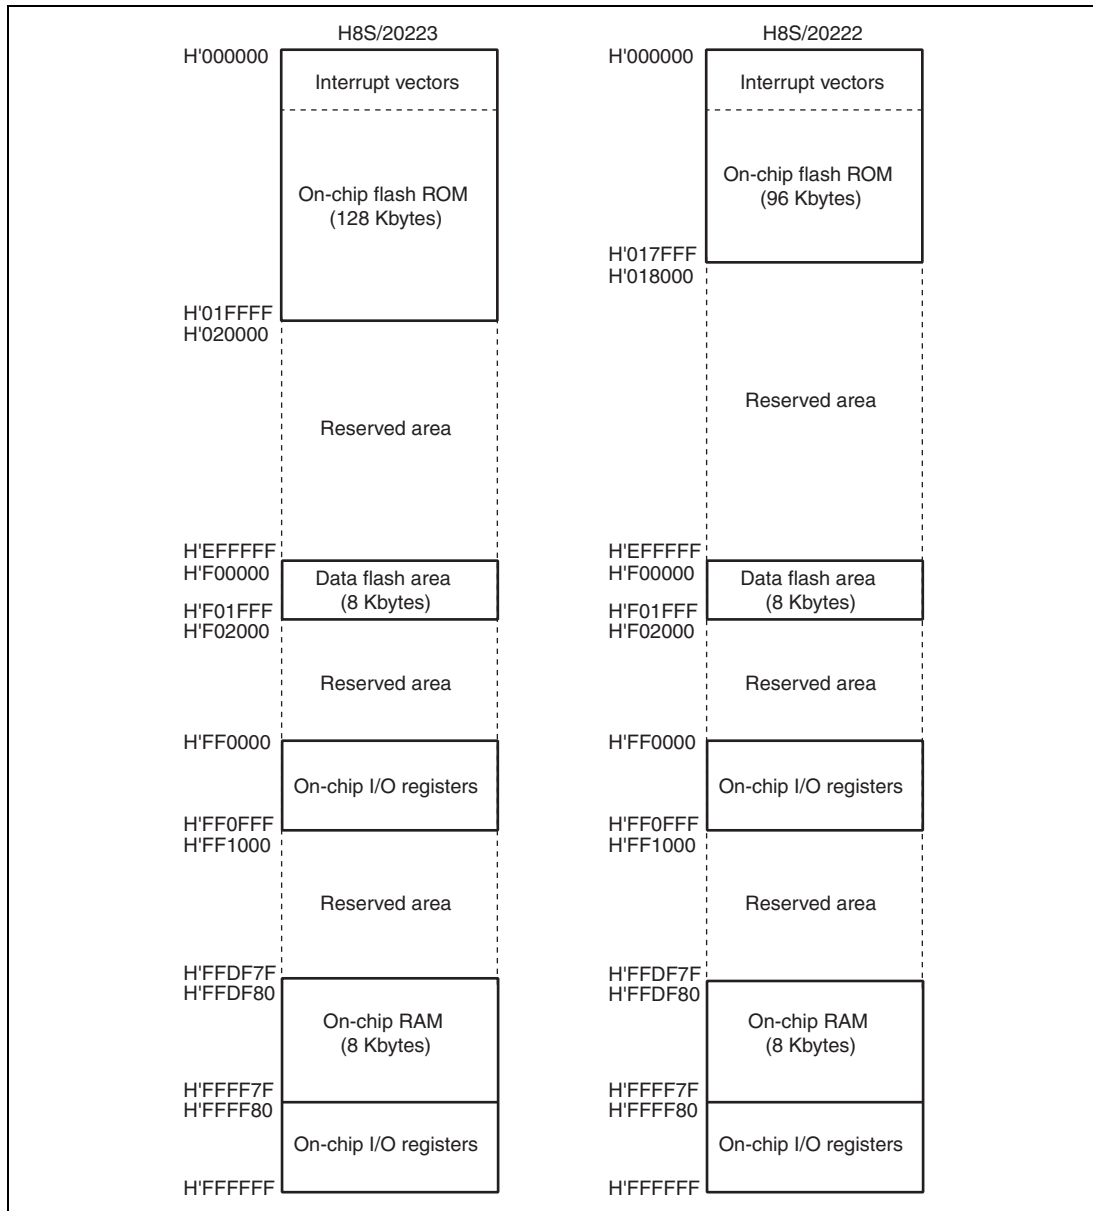 H8S/20223
H'000000
Interrupt vectors
On-chip flash ROM
(128 Kbytes)
H'01FFFF
H'020000
Reserved area
H'EFFFFF
H'F00000
Data flash area
(8 Kbytes)
H'F01FFF
H'F02000
Reserved area
H'FF0000
On-chip I/O registers
H'FF0FFF
H'FF1000
Reserved area
H'FFDF7F
H'FFDF80
On-chip RAM
(8 Kbytes)
H'FFFF7F
H'FFFF80
On-chip I/O registers
H'FFFFFF
H8S/20222
H'000000
Interrupt vectors
On-chip flash ROM
(96 Kbytes)
H'017FFF
H'018000
Reserved area
H'EFFFFF
H'F00000
Data flash area
(8 Kbytes)
H'F01FFF
H'F02000
Reserved area
H'FF0000
On-chip I/O registers
H'FF0FFF
H'FF1000
Reserved area
H'FFDF7F
H'FFDF80
On-chip RAM
(8 Kbytes)
H'FFFF7F
H'FFFF80
On-chip I/O registers
H'FFFFFF